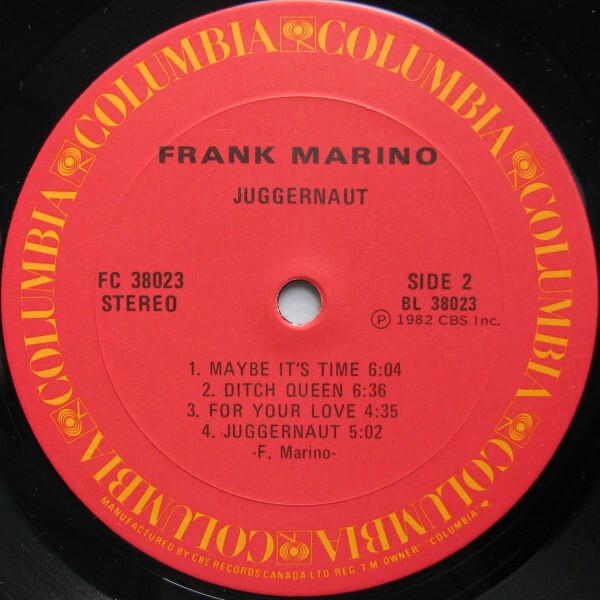 COLUMBIA COLUMBIA COLUMBIA COLUMBIA COLUMBIA COLUMBIA COLUMBIA COLUMBIA
FRANK MARINO
JUGGERNAUT
FC 38023
STEREO
SIDE 2
BL 38023
Ⓟ 1982 CBS Inc.
1. MAYBE IT'S TIME 6:04
2. DITCH QUEEN 6:36
3. FOR YOUR LOVE 4:35
4. JUGGERNAUT 5:02
-F. Marino-
MANUFACTURED BY CBS RECORDS CANADA LTD REG. T M OWNER "COLUMBIA"